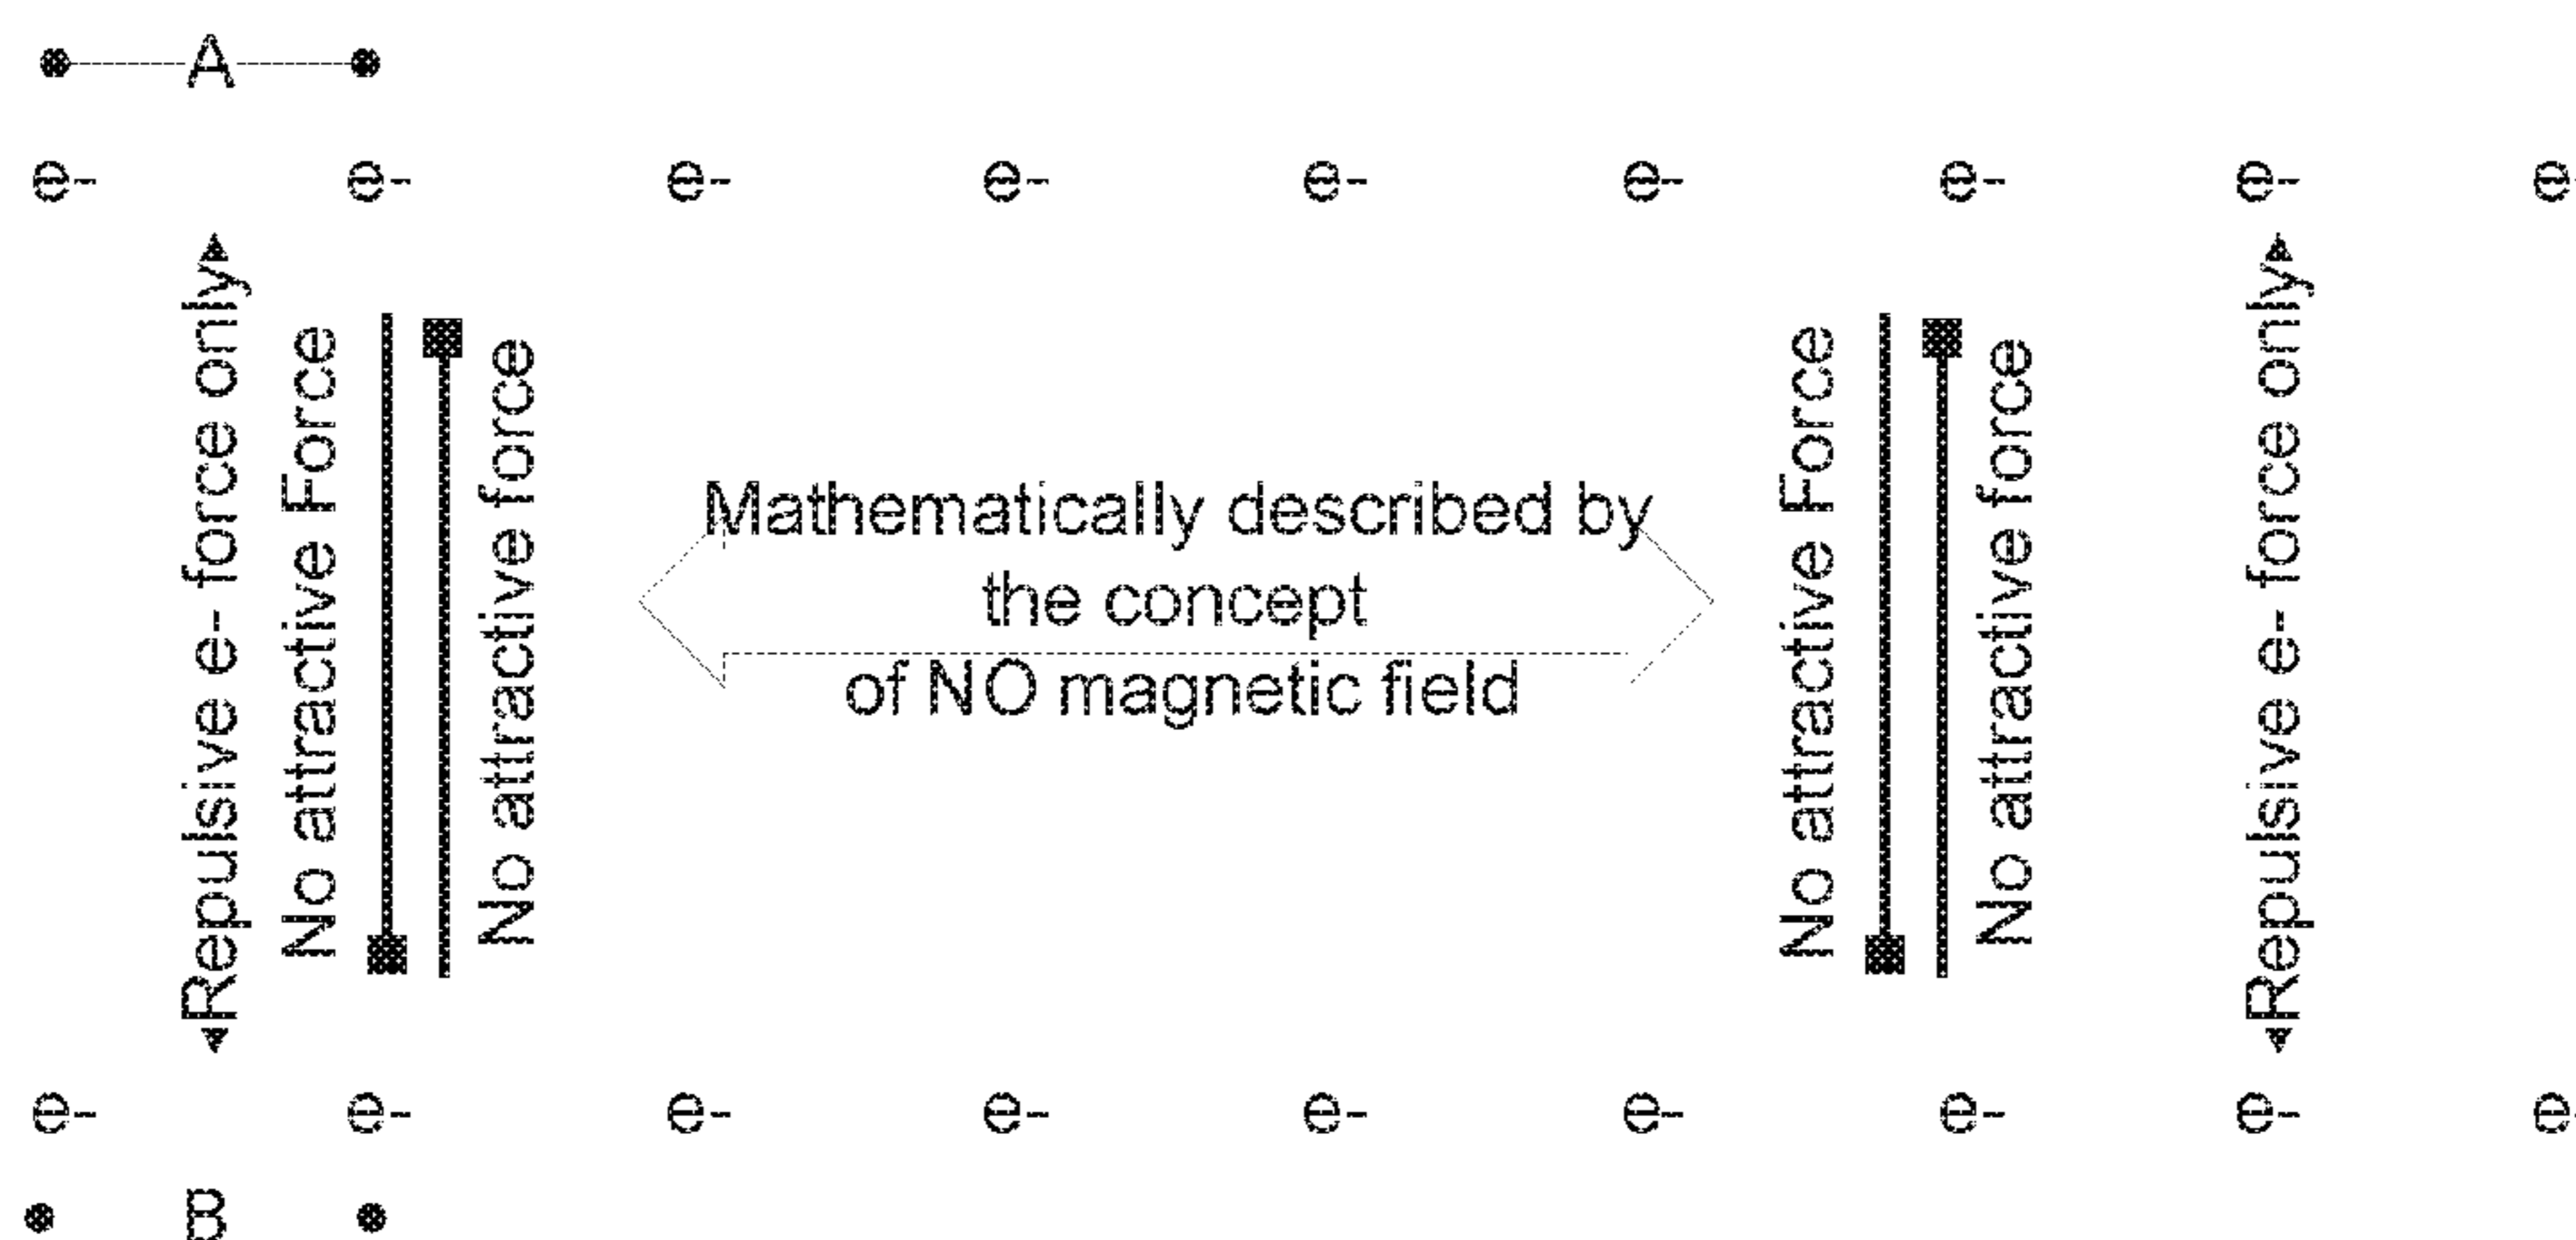 A
e- e- e- e- e- e- e- e- e
Repulsive e- force only
No attractive Force
No attractive force
Mathematically described by
the concept
of NO magnetic field
No attractive Force
No attractive force
Repulsive e- force only
e- e- e- e- e- e- e- e- e
B